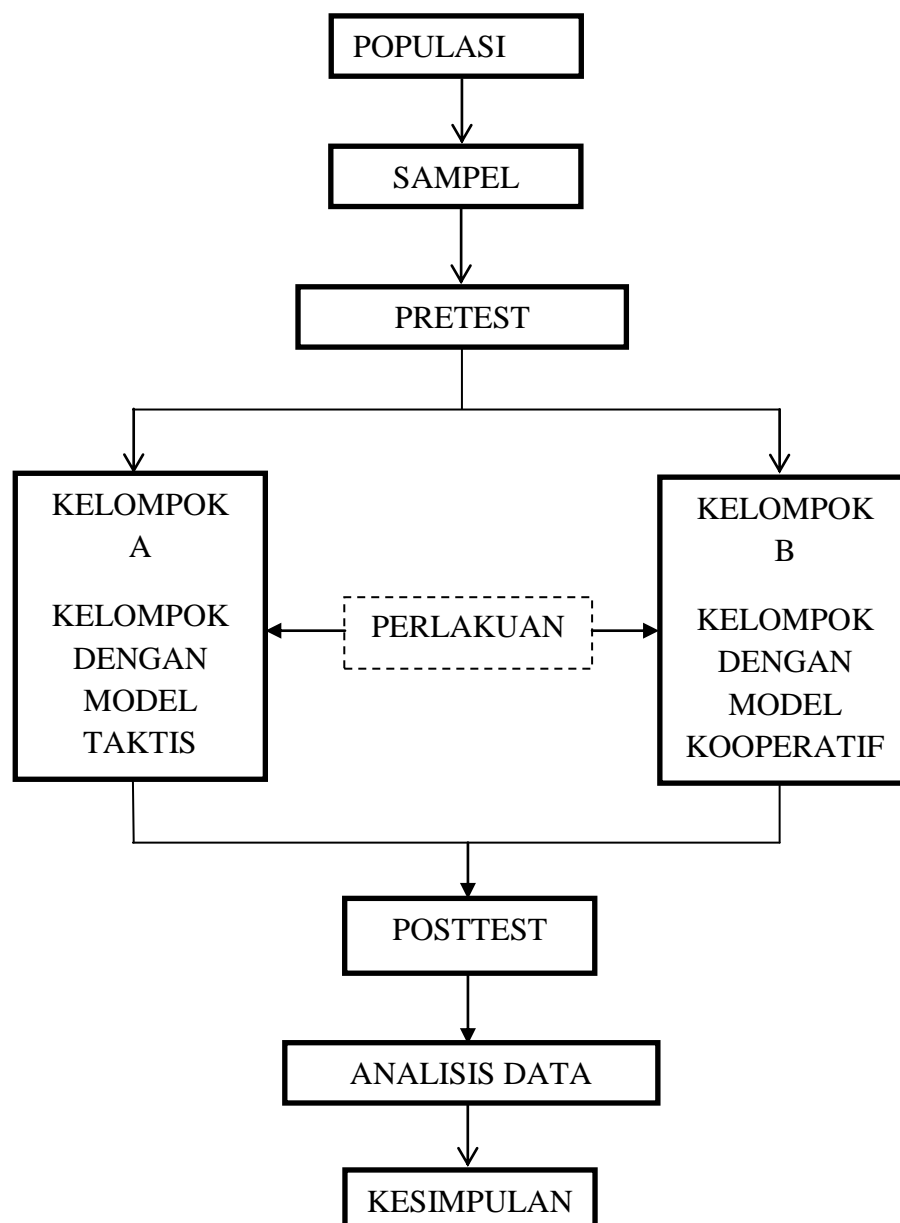 POPULASI
SAMPEL
PRETEST
KELOMPOK
A
KELOMPOK
DENGAN
MODEL
TAKTIS
PERLAKUAN
KELOMPOK
B
KELOMPOK
DENGAN
MODEL
KOOPERATIF
POSTTEST
ANALISIS DATA
KESIMPULAN